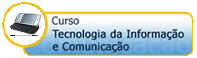 Curso
Tecnologia da Informação
e Comunicação